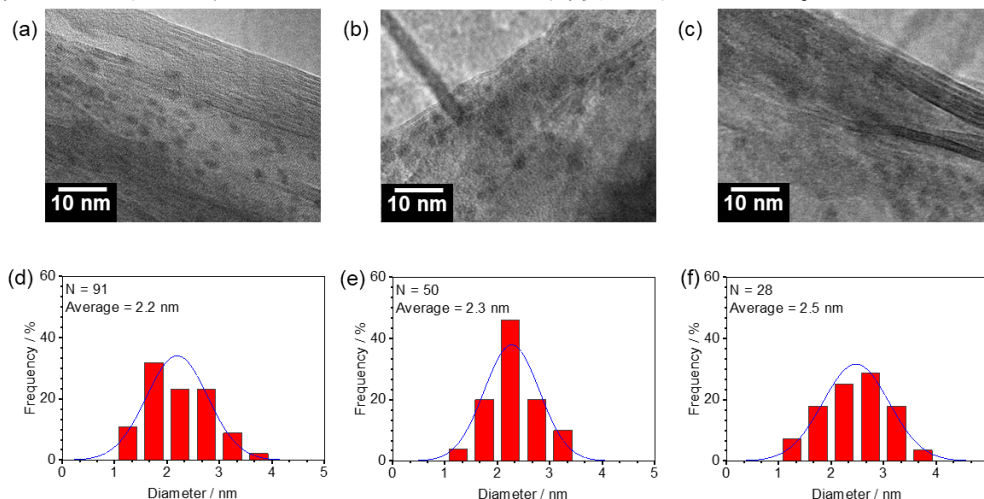 (a)
(b)
(c)
10 nm
10 nm
10 nm
(d)
(e)
(f)
60
40
20
0
N = 91
Average = 2.2 nm
Frequency / %
0 1 2 3 4 5
Diameter / nm
60
40
20
0
N = 50
Average = 2.3 nm
Frequency / %
0 1 2 3 4 5
Diameter / nm
60
40
20
0
N = 28
Average = 2.5 nm
Frequency / %
0 1 2 3 4
Diameter / nm